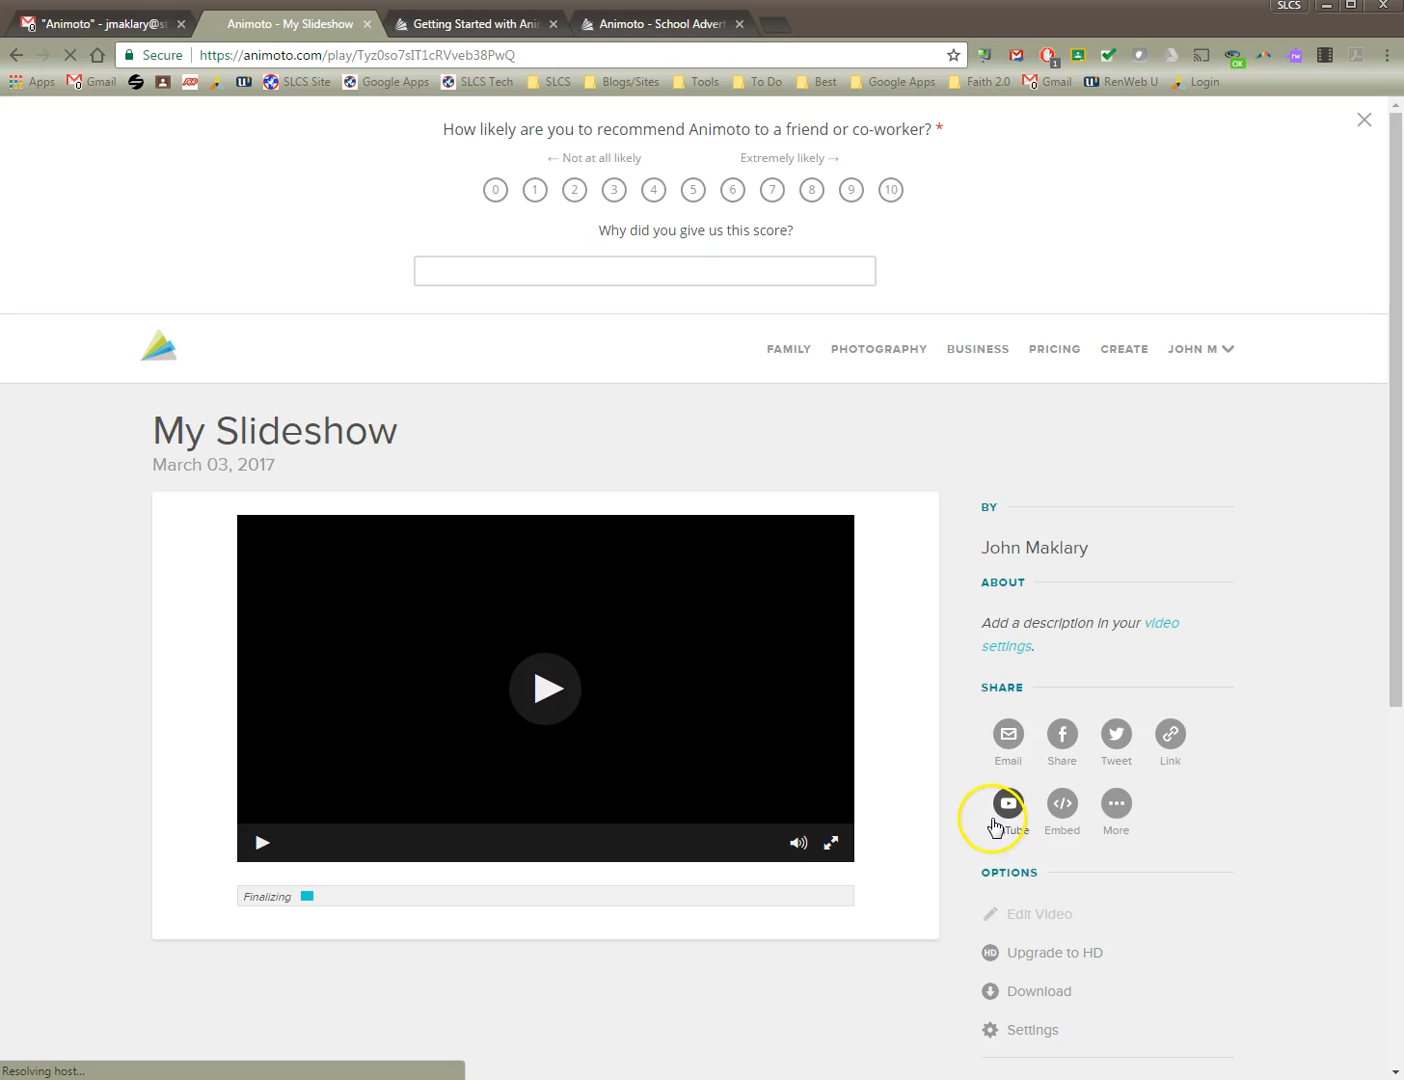 SLCS
"Animoto" - jmaklary@s
Animoto - My Slideshow
Getting Started with Ani
Animoto - School Advert
Secure
https://animoto.com/play/Tyz0so7sIT1cRVveb38PwQ
Apps
Gmail
SLCS Site
Google Apps
SLCS Tech
SLCS
Blogs/Sites
Tools
To Do
Best
Google Apps
Faith 2.0
Gmail
RenWeb U
Login
How likely are you to recommend Animoto to a friend or co-worker? *
← Not at all likely
Extremely likely →
0 1 2 3 4 5 6 7 8 9 10
Why did you give us this score?
FAMILY PHOTOGRAPHY BUSINESS PRICING CREATE JOHN M
My Slideshow
March 03, 2017
BY
John Maklary
ABOUT
Add a description in your video
settings.
SHARE
Email Share Tweet Link
Tube Embed More
Finalizing
OPTIONS
Edit Video
HD Upgrade to HD
Download
Settings
Resolving host...